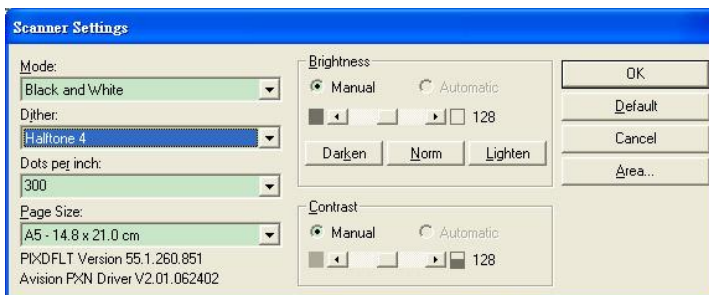 Scanner Settings
Mode:
Black and White
Dither:
Halftone 4
Dots per inch:
300
Page Size:
A5 - 14.8 x 21.0 cm
PIXDFLT Version 55.1.260.851
Avision PXN Driver V2.01.062402
Brightness
Manual Automatic
128
Darken Norm Lighten
Contrast
Manual Automatic
128
OK
Default
Cancel
Area...